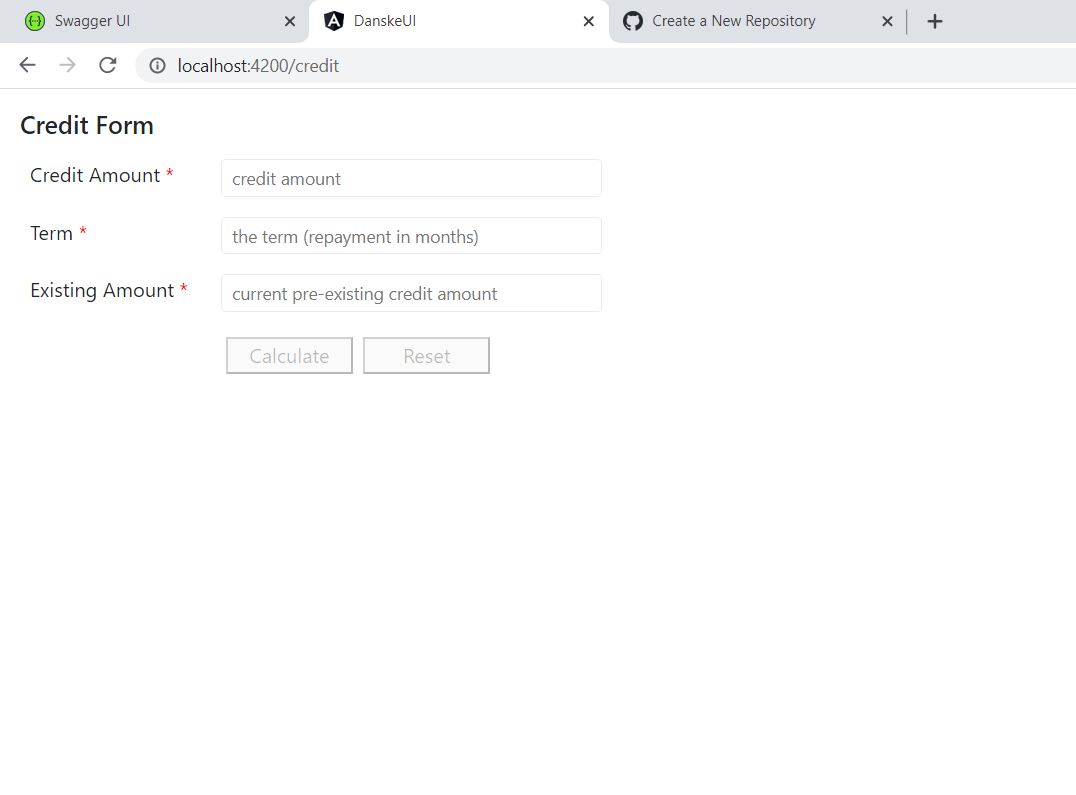 Swagger UI
DanskeUI
Create a New Repository
localhost:4200/credit
Credit Form
Credit Amount *
credit amount
Term *
the term (repayment in months)
Existing Amount *
current pre-existing credit amount
Calculate
Reset